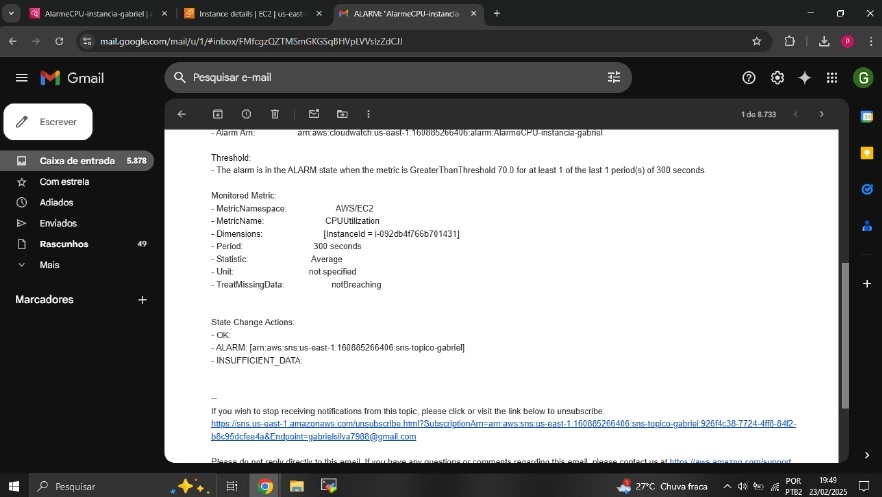 AlarmeCPU-instancia-gabriel | A
Instance details | EC2 | us-east-
ALARM: "AlarmeCPU-instancia
mail.google.com/mail/u/1/#inbox/
Gmail
Pesquisar e-mail
G
Escrever
1 de 8.733
Caixa de entrada 5.878
Com estrela
Adiados
Enviados
Rascunhos 49
Mais
Marcadores
- Alarm Arn: arn:aws:cloudwatch:us-east-1:160885266406:alarm:AlarmeCPU-instancia-gabriel
Threshold:
- The alarm is in the ALARM state when the metric is GreaterThanThreshold 70.0 for at least 1 of the last 1 period(s) of 300 seconds.
Monitored Metric:
- MetricNamespace: AWS/EC2
- MetricName: CPUUtilization
- Dimensions: [InstanceId = i-092db4f766b701431]
- Period: 300 seconds
- Statistic: Average
- Unit: not specified
- TreatMissingData: notBreaching
State Change Actions:
- OK:
- ALARM: [arn:aws:sns:us-east-1:160885266406:sns-topico-gabriel]
- INSUFFICIENT_DATA:
--
If you wish to stop receiving notifications from this topic, please click or visit the link below to unsubscribe:
https://sns.us-east-1.amazonaws.com/unsubscribe.html?SubscriptionArn=arn:aws:sns:us-east-1:160885266406:sns-topico-gabriel:926f4c38-7724-4ff8-84f2-
b8c95dcfee4a&Endpoint=gabrielsilva7988@gmail.com
Please do not reply directly to this email. If you have any questions or comments regarding this email, please contact us at https://aws.amazon.com/support
Pesquisar
27°C Chuva fraca
POR
PTB2
19:49
23/02/2025